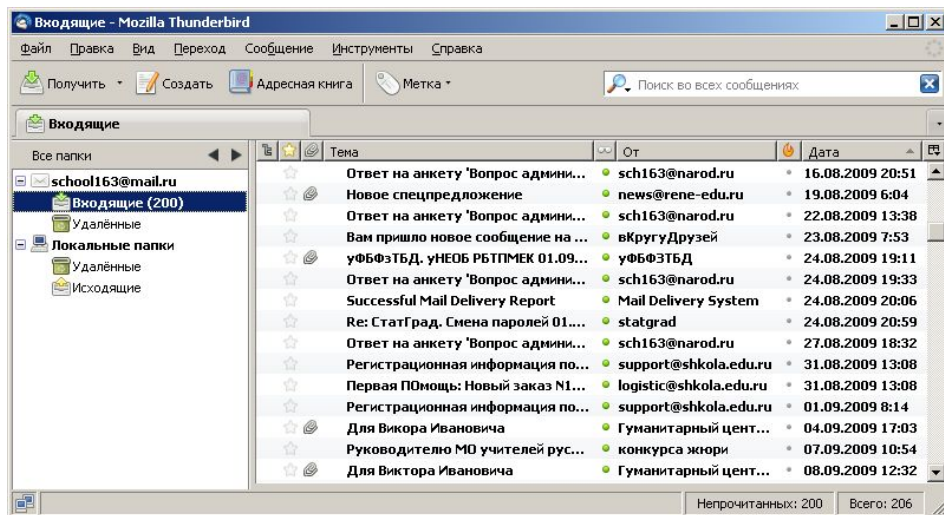 Входящие - Mozilla Thunderbird
Файл Правка Вид Переход Сообщение Инструменты Справка
Получить Создать Адресная книга Метка Поиск во всех сообщениях
Входящие
Все папки
school163@mail.ru
Входящие (200)
Удалённые
Локальные папки
Удалённые
Исходящие
Тема От Дата
Ответ на анкету 'Вопрос админи... sch163@narod.ru 16.08.2009 20:51
Новое спецпредложение news@rene-edu.ru 19.08.2009 6:04
Ответ на анкету 'Вопрос админи... sch163@narod.ru 22.08.2009 13:38
Вам пришло новое сообщение на ... вКругуДрузей 23.08.2009 7:53
уФБФзТБД. уНЕОБ РБТПМЕК 01.09... уФБФЗТБД 24.08.2009 19:11
Ответ на анкету 'Вопрос админи... sch163@narod.ru 24.08.2009 19:33
Successful Mail Delivery Report Mail Delivery System 24.08.2009 20:06
Re: СтатГрад. Смена паролей 01.... statgrad 24.08.2009 20:59
Ответ на анкету 'Вопрос админи... sch163@narod.ru 27.08.2009 18:32
Регистрационная информация по... support@shkola.edu.ru 31.08.2009 13:08
Первая ПОмощь: Новый заказ N1... logistic@shkola.edu.ru 31.08.2009 13:08
Регистрационная информация по... support@shkola.edu.ru 01.09.2009 8:14
Для Викора Ивановича Гуманитарный цент... 04.09.2009 17:03
Руководителю МО учителей рус... конкурса жюри 07.09.2009 10:54
Для Виктора Ивановича Гуманитарный цент... 08.09.2009 12:32
Непрочитанных: 200 Всего: 206